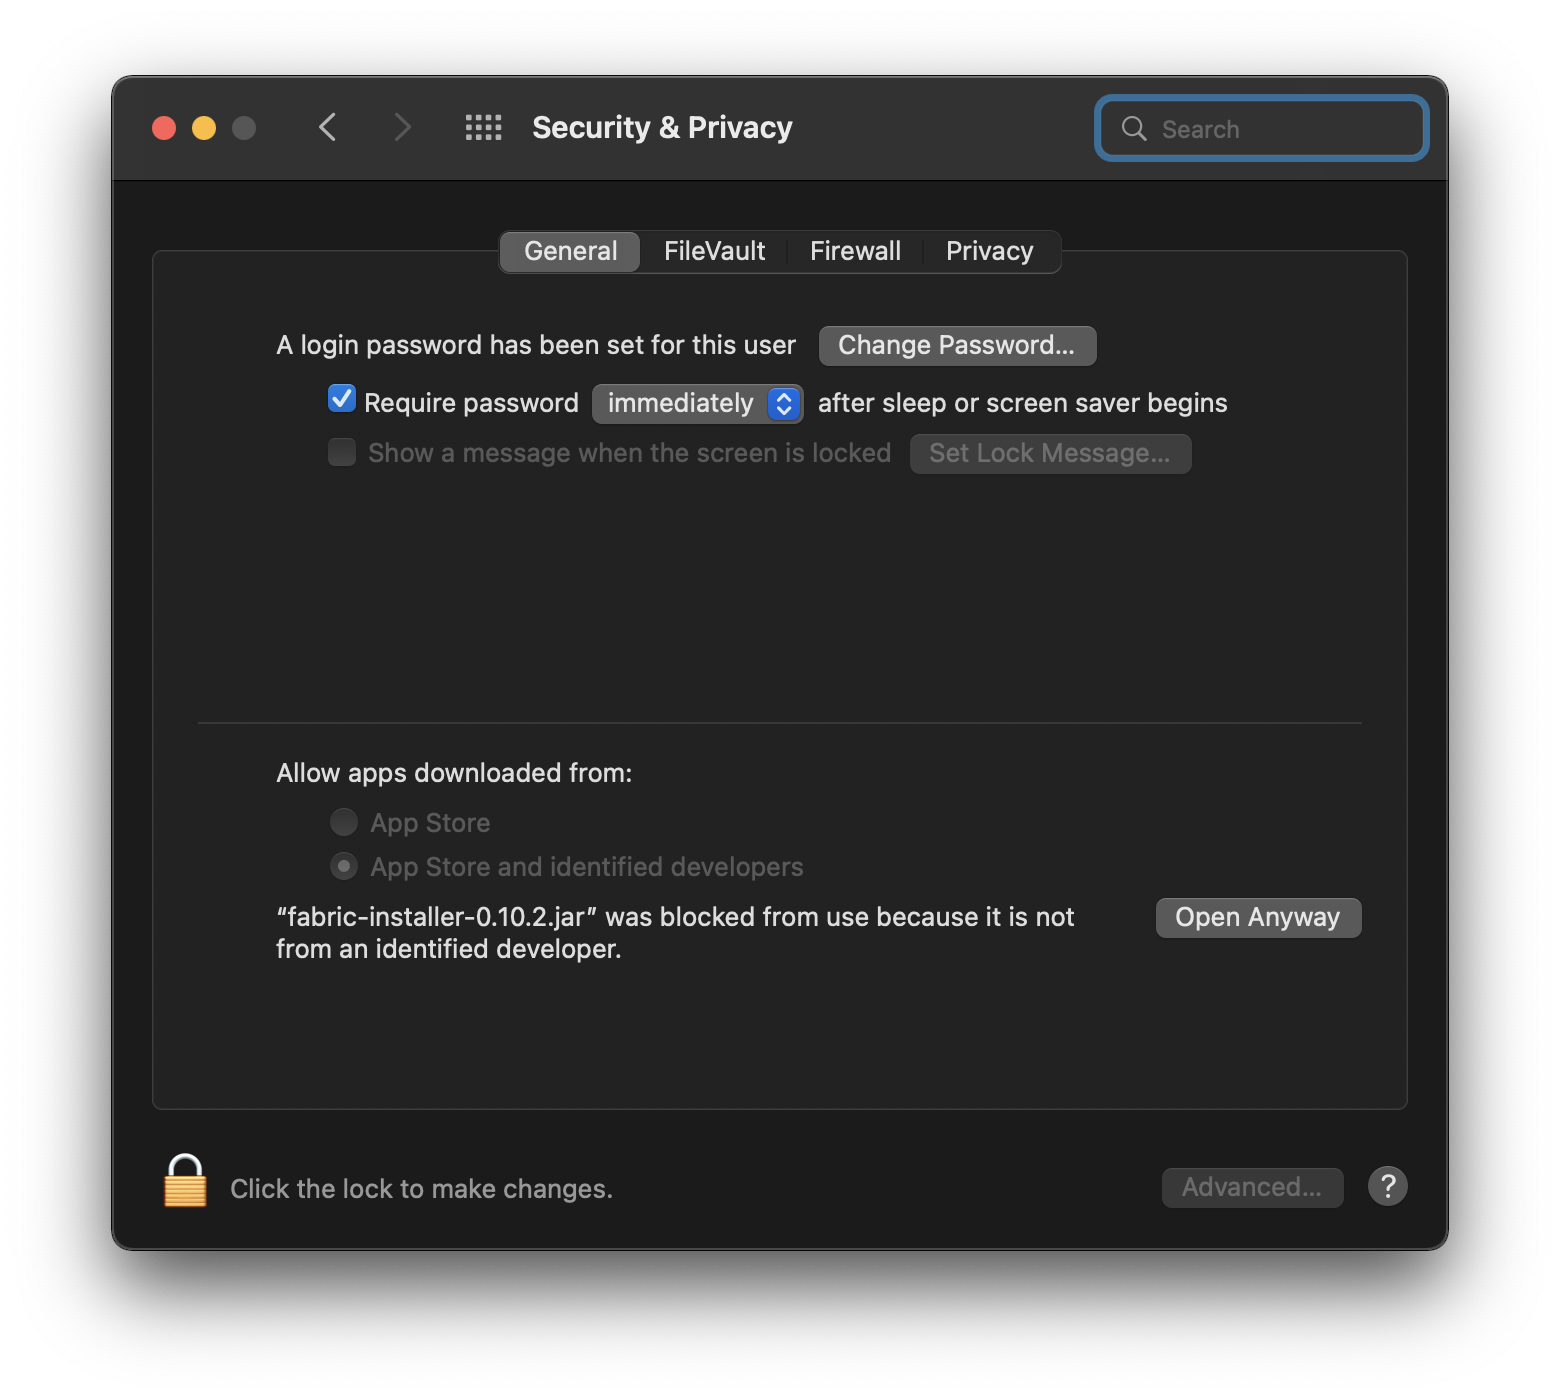 Security & Privacy
Search
General FileVault Firewall Privacy
A login password has been set for this user Change Password...
Require password immediately after sleep or screen saver begins
Show a message when the screen is locked Set Lock Message...
Allow apps downloaded from:
App Store
App Store and identified developers
“fabric-installer-0.10.2.jar” was blocked from use because it is not Open Anyway
from an identified developer.
Click the lock to make changes. Advanced... ?